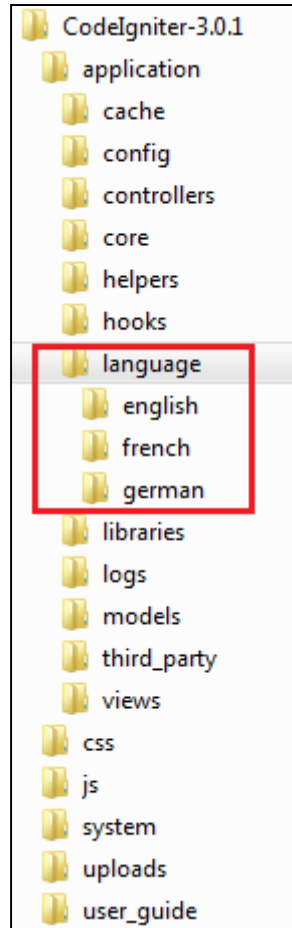 CodeIgniter-3.0.1
application
cache
config
controllers
core
helpers
hooks
language
english
french
german
libraries
logs
models
third_party
views
css
js
system
uploads
user_guide